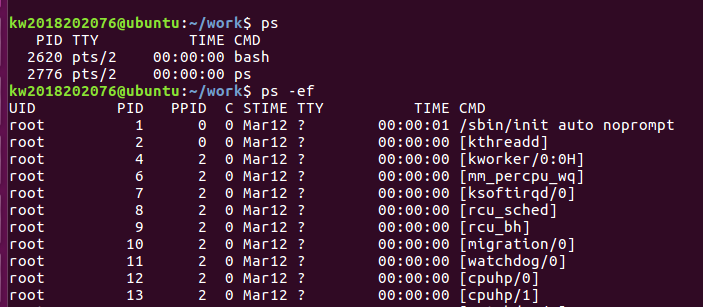 kw2018202076@ubuntu:~/work$ ps
PID TTY TIME CMD
2620 pts/2 00:00:00 bash
2776 pts/2 00:00:00 ps
kw2018202076@ubuntu:~/work$ ps -ef
UID PID PPID C STIME TTY TIME CMD
root 1 0 0 Mar12 ? 00:00:01 /sbin/init auto noprompt
root 2 0 0 Mar12 ? 00:00:00 [kthreadd]
root 4 2 0 Mar12 ? 00:00:00 [kworker/0:0H]
root 6 2 0 Mar12 ? 00:00:00 [mm_percpu_wq]
root 7 2 0 Mar12 ? 00:00:00 [ksoftirqd/0]
root 8 2 0 Mar12 ? 00:00:00 [rcu_sched]
root 9 2 0 Mar12 ? 00:00:00 [rcu_bh]
root 10 2 0 Mar12 ? 00:00:00 [migration/0]
root 11 2 0 Mar12 ? 00:00:00 [watchdog/0]
root 12 2 0 Mar12 ? 00:00:00 [cpuhp/0]
root 13 2 0 Mar12 ? 00:00:00 [cpuhp/1]